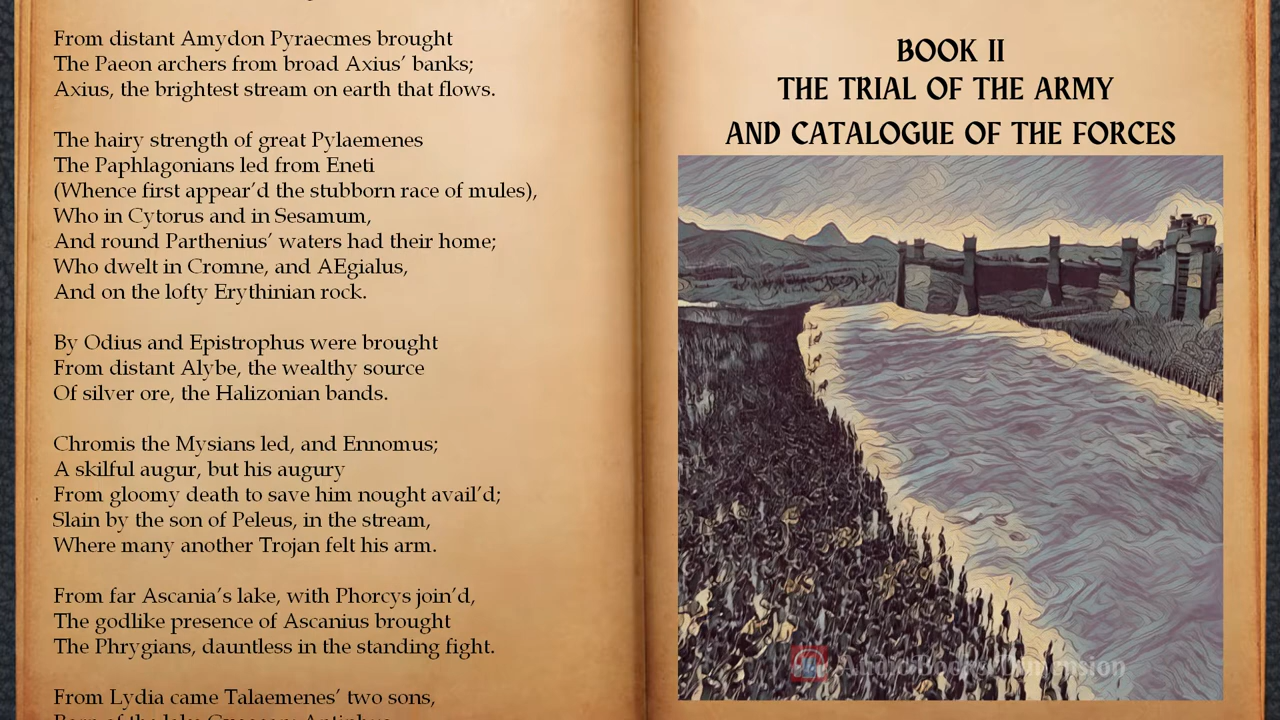 From distant Amydon Pyraecmes brought
The Paeon archers from broad Axius’ banks;
Axius, the brightest stream on earth that flows.
The hairy strength of great Pylaemenes
The Paphlagonians led from Eneti
(Whence first appear’d the stubborn race of mules),
Who in Cytorus and in Sesamum,
And round Parthenius’ waters had their home;
Who dwelt in Cromne, and AEgialus,
And on the lofty Erythinian rock.
By Odius and Epistrophus were brought
From distant Alybe, the wealthy source
Of silver ore, the Halizonian bands.
Chromis the Mysians led, and Ennomus;
A skilful augur, but his augury
From gloomy death to save him nought avail’d;
Slain by the son of Peleus, in the stream,
Where many another Trojan felt his arm.
From far Ascania’s lake, with Phorcys join’d,
The godlike presence of Ascanius brought
The Phrygians, dauntless in the standing fight.
From Lydia came Talaemenes’ two sons,
BOOK II
THE TRIAL OF THE ARMY
AND CATALOGUE OF THE FORCES